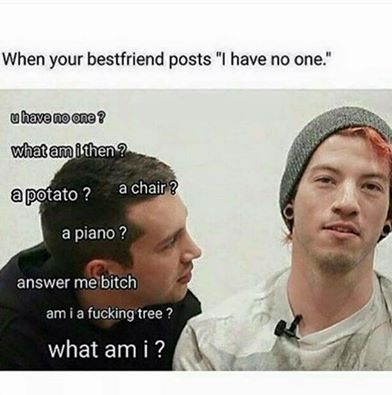 When your bestfriend posts "I have no one."
u have no one ?
what am i then ?
a potato ? a chair ?
a piano ?
answer me bitch
am i a fucking tree ?
what am i ?